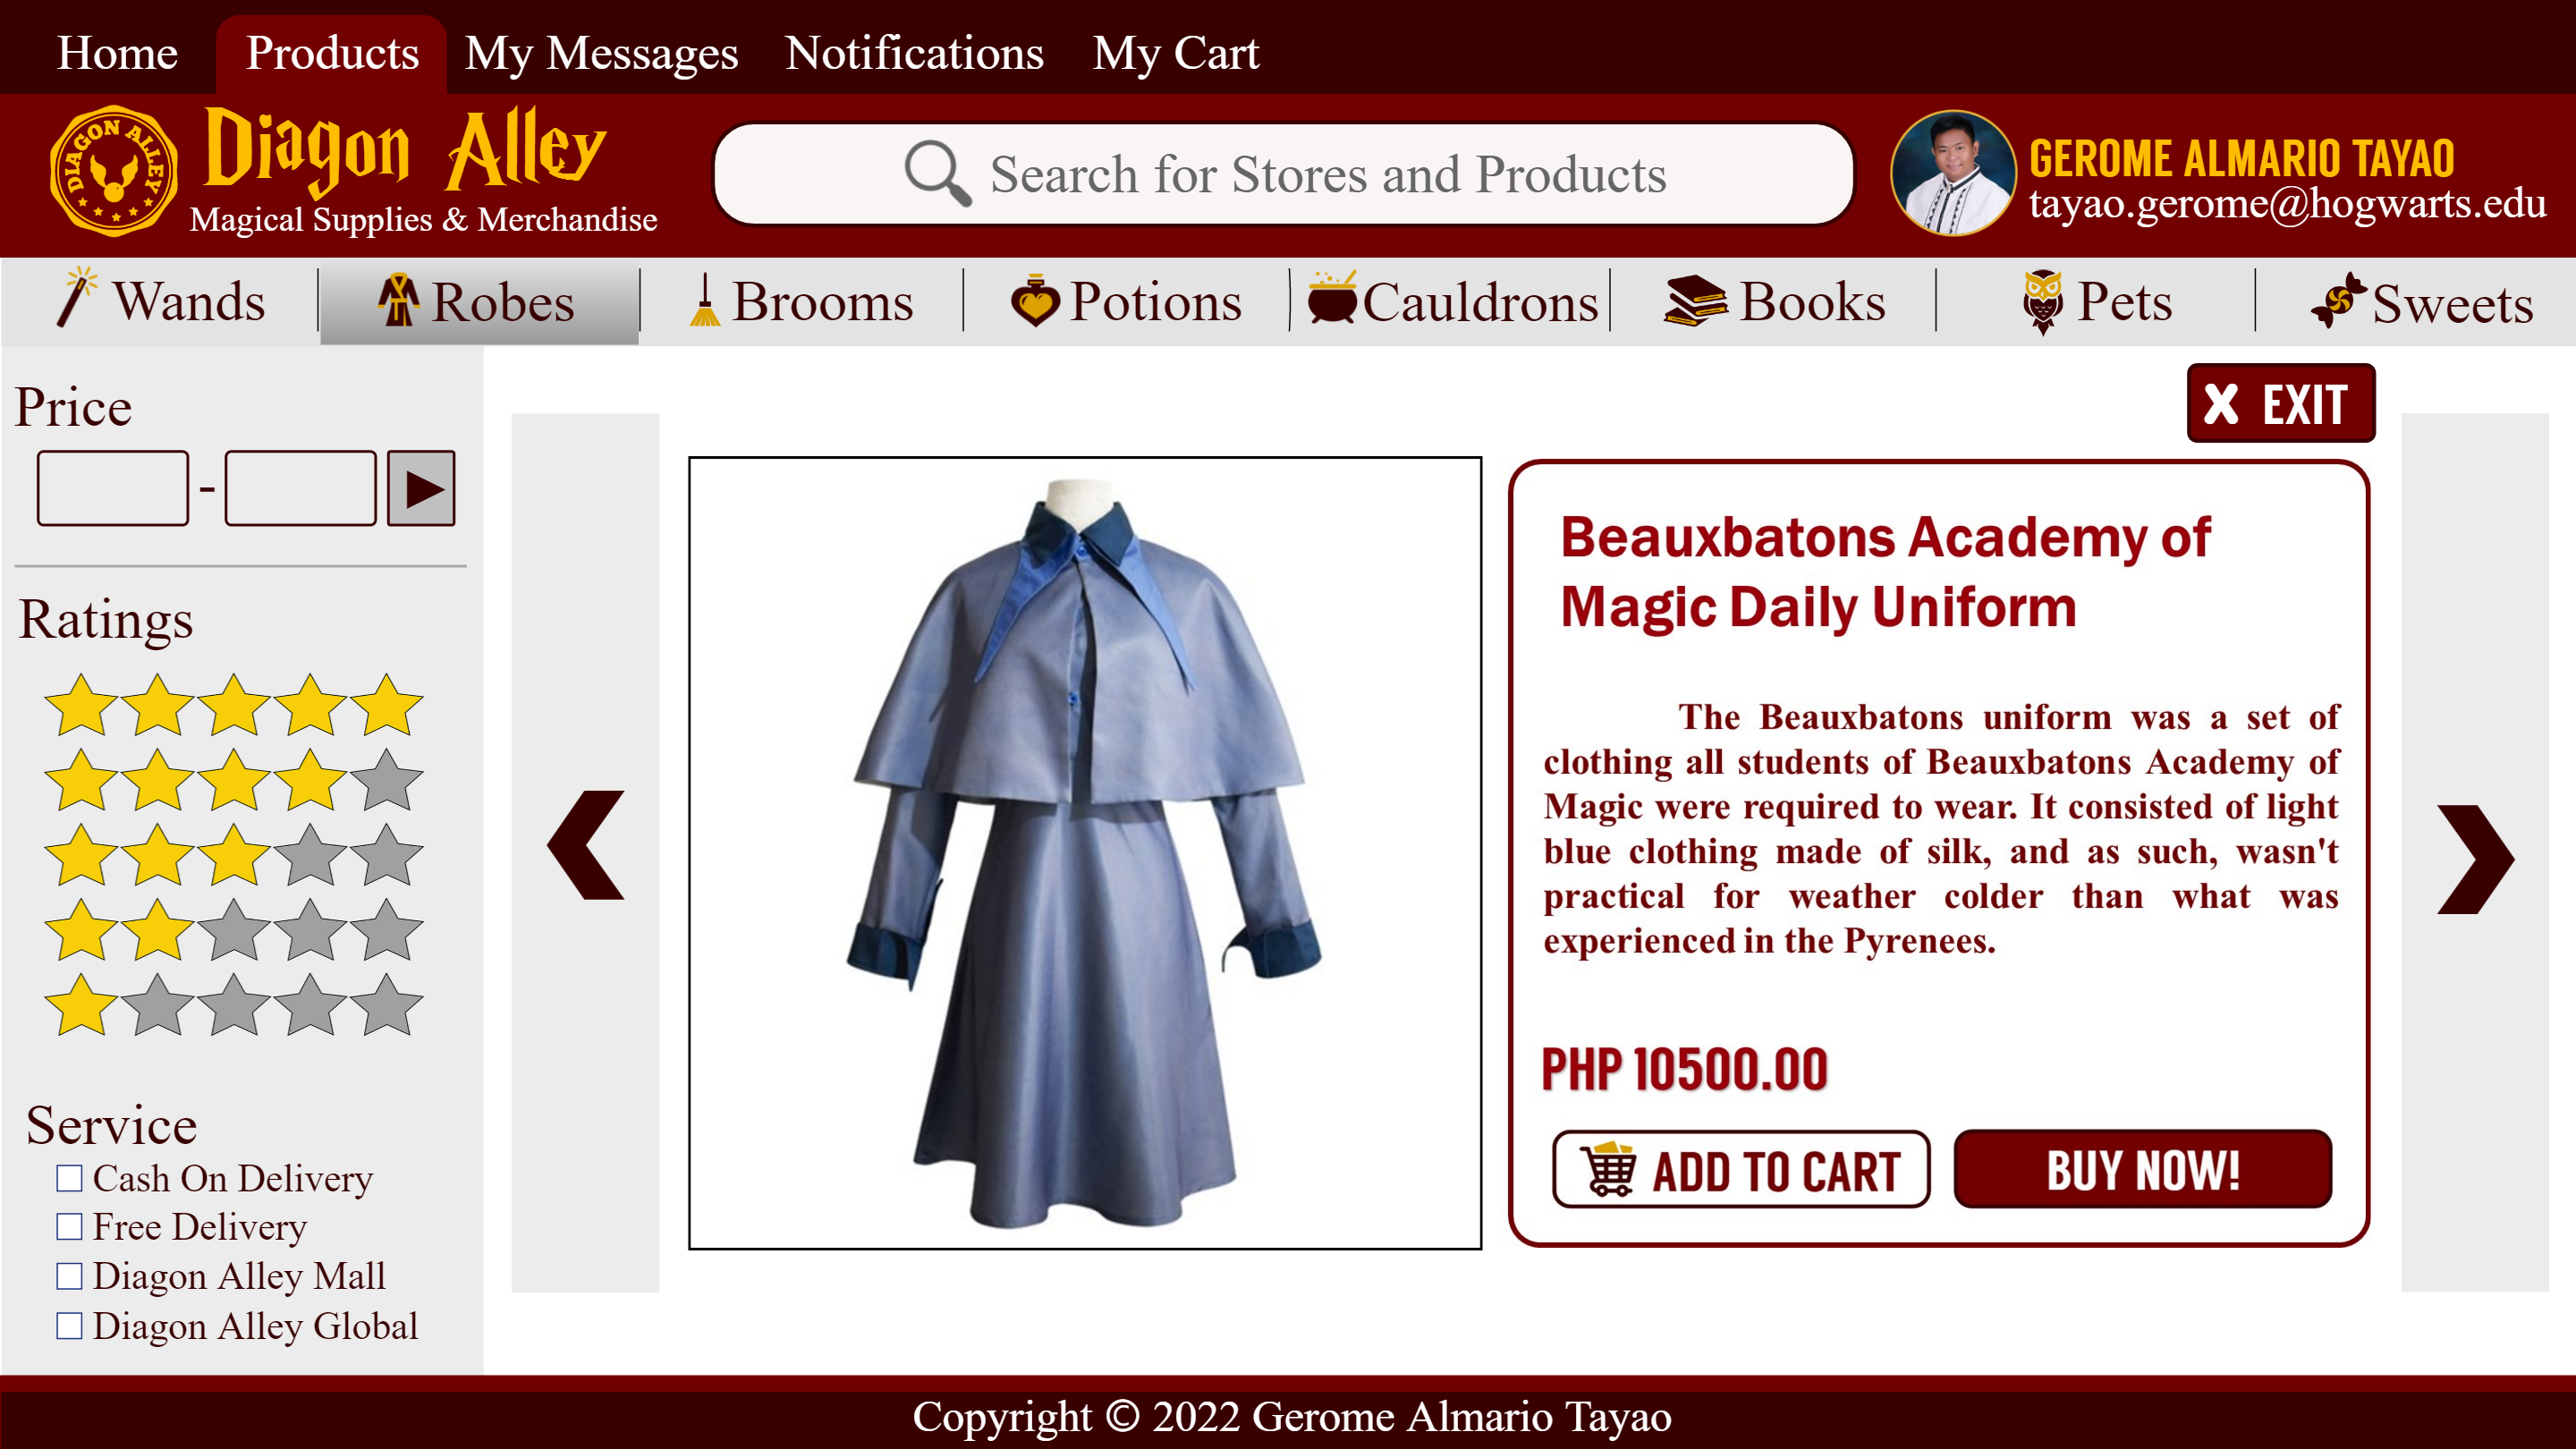 Home Products My Messages Notifications My Cart
DIAGON ALLEY
Diagon Alley
Magical Supplies & Merchandise
Search for Stores and Products
GEROME ALMARIO TAYAO
tayao.gerome@hogwarts.edu
Wands Robes Brooms Potions Cauldrons Books Pets Sweets
Price
-
Ratings
Service
Cash On Delivery
Free Delivery
Diagon Alley Mall
Diagon Alley Global
X EXIT
Beauxbatons Academy of
Magic Daily Uniform
The Beauxbatons uniform was a set of
clothing all students of Beauxbatons Academy of
Magic were required to wear. It consisted of light
blue clothing made of silk, and as such, wasn't
practical for weather colder than what was
experienced in the Pyrenees.
PHP 10500.00
ADD TO CART
BUY NOW!
Copyright © 2022 Gerome Almario Tayao